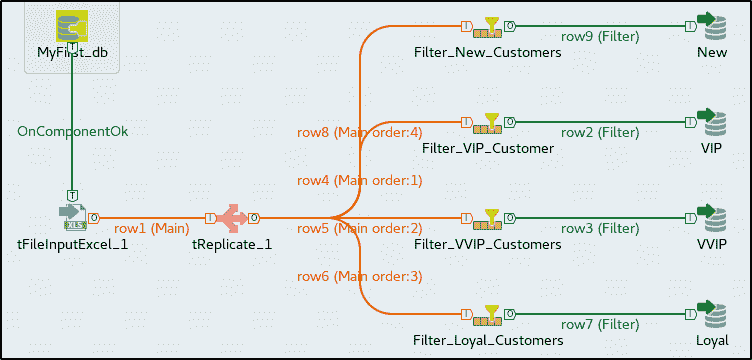 T
MyFirst_db
OnComponentOk
T
XLS
O
tFileInputExcel_1
row1 (Main)
I
O
tReplicate_1
row8 (Main order:4)
row4 (Main order:1)
row5 (Main order:2)
row6 (Main order:3)
I
O
Filter_New_Customers
row9 (Filter)
I
New
I
O
Filter_VIP_Customer
row2 (Filter)
I
VIP
I
O
Filter_VVIP_Customers
row3 (Filter)
I
VVIP
I
O
Filter_Loyal_Customers
row7 (Filter)
I
Loyal